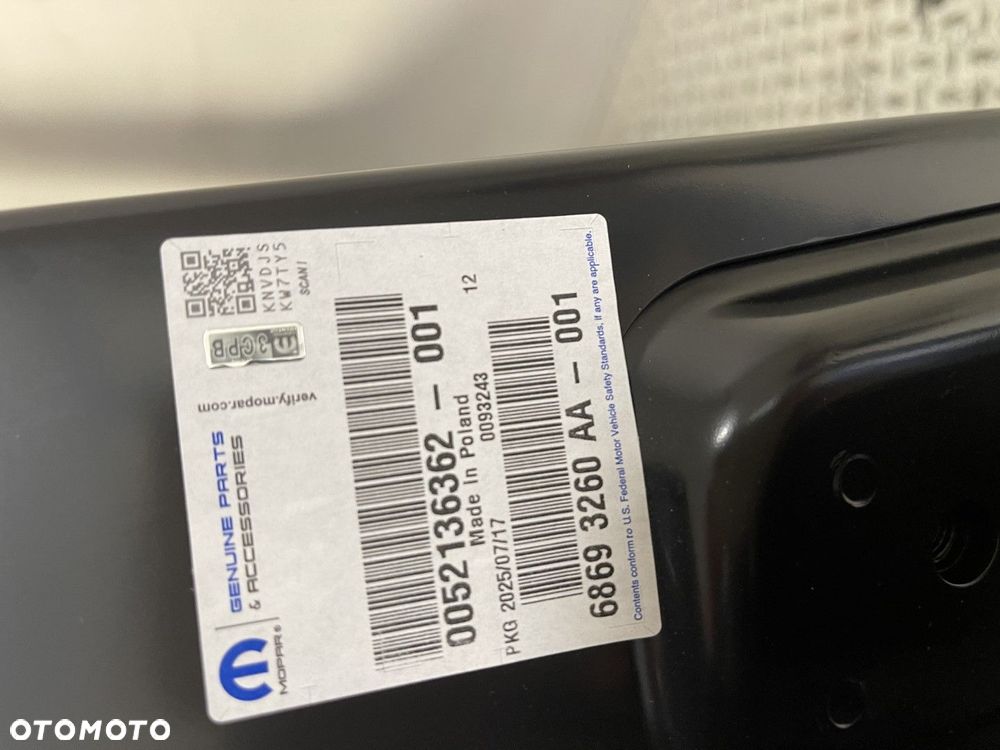 MOPAR®
GENUINE PARTS
& ACCESSORIES
verify.mopar.com
3CPB
KNVDJS
KW7TY5
SCAN!
0052136362 – 001
Made In Poland
12
PKG 2025/07/17
0093243
6869 3260 AA – 001
Contents conform to U.S. Federal Motor Vehicle Safety Standards, if any are applicable.
OTOMOTO